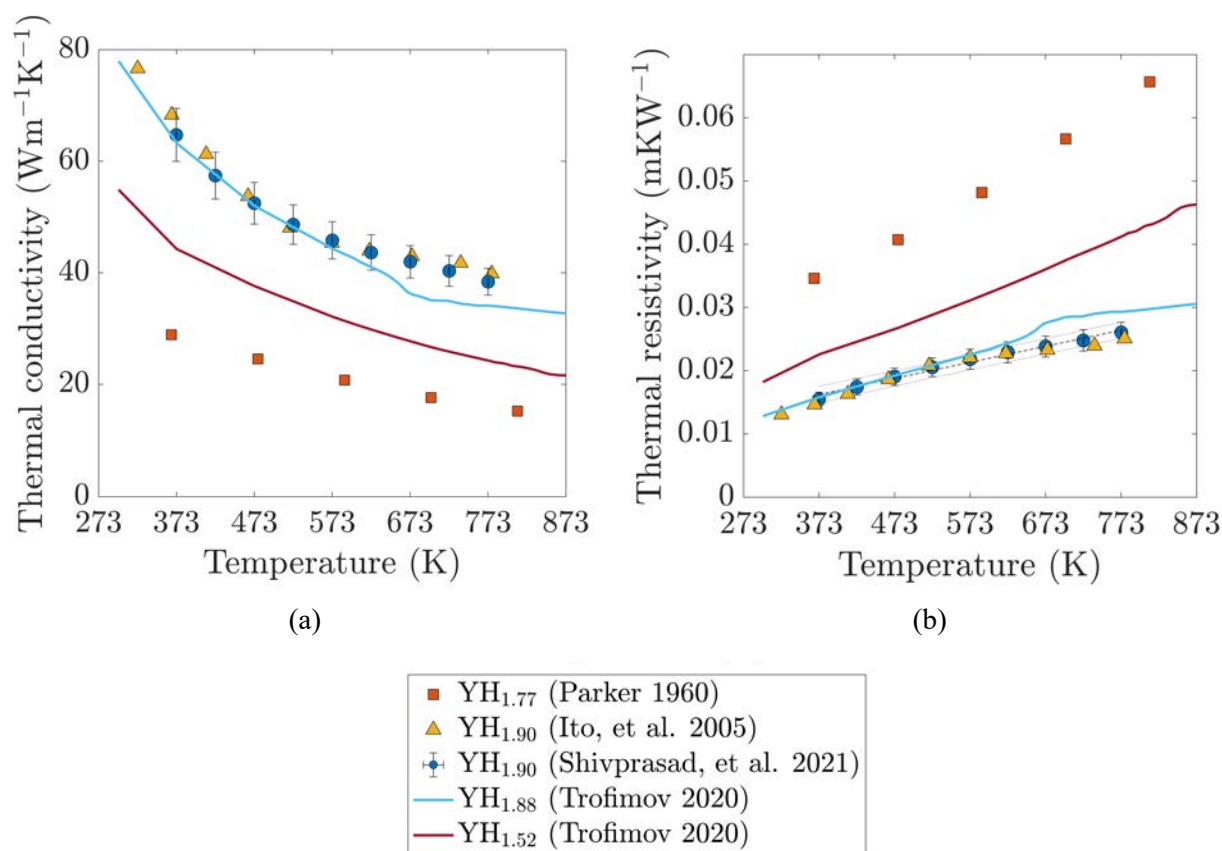 Thermal conductivity (Wm−1K−1)
80
60
40
20
0
273 373 473 573 673 773 873
Temperature (K)
(a)
Thermal resistivity (mKW−1)
0.06
0.05
0.04
0.03
0.02
0.01
0
273 373 473 573 673 773 873
Temperature (K)
(b)
YH1.77 (Parker 1960)
YH1.90 (Ito, et al. 2005)
YH1.90 (Shivprasad, et al. 2021)
YH1.88 (Trofimov 2020)
YH1.52 (Trofimov 2020)